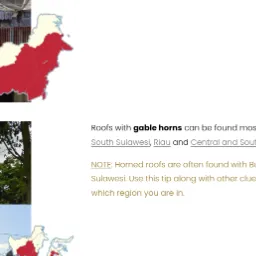 Roofs with gable horns can be found mos
South Sulawesi, Riau and Central and Sout
NOTE: Horned roofs are often found with B
Sulawesi. Use this tip along with other clue
which region you are in.